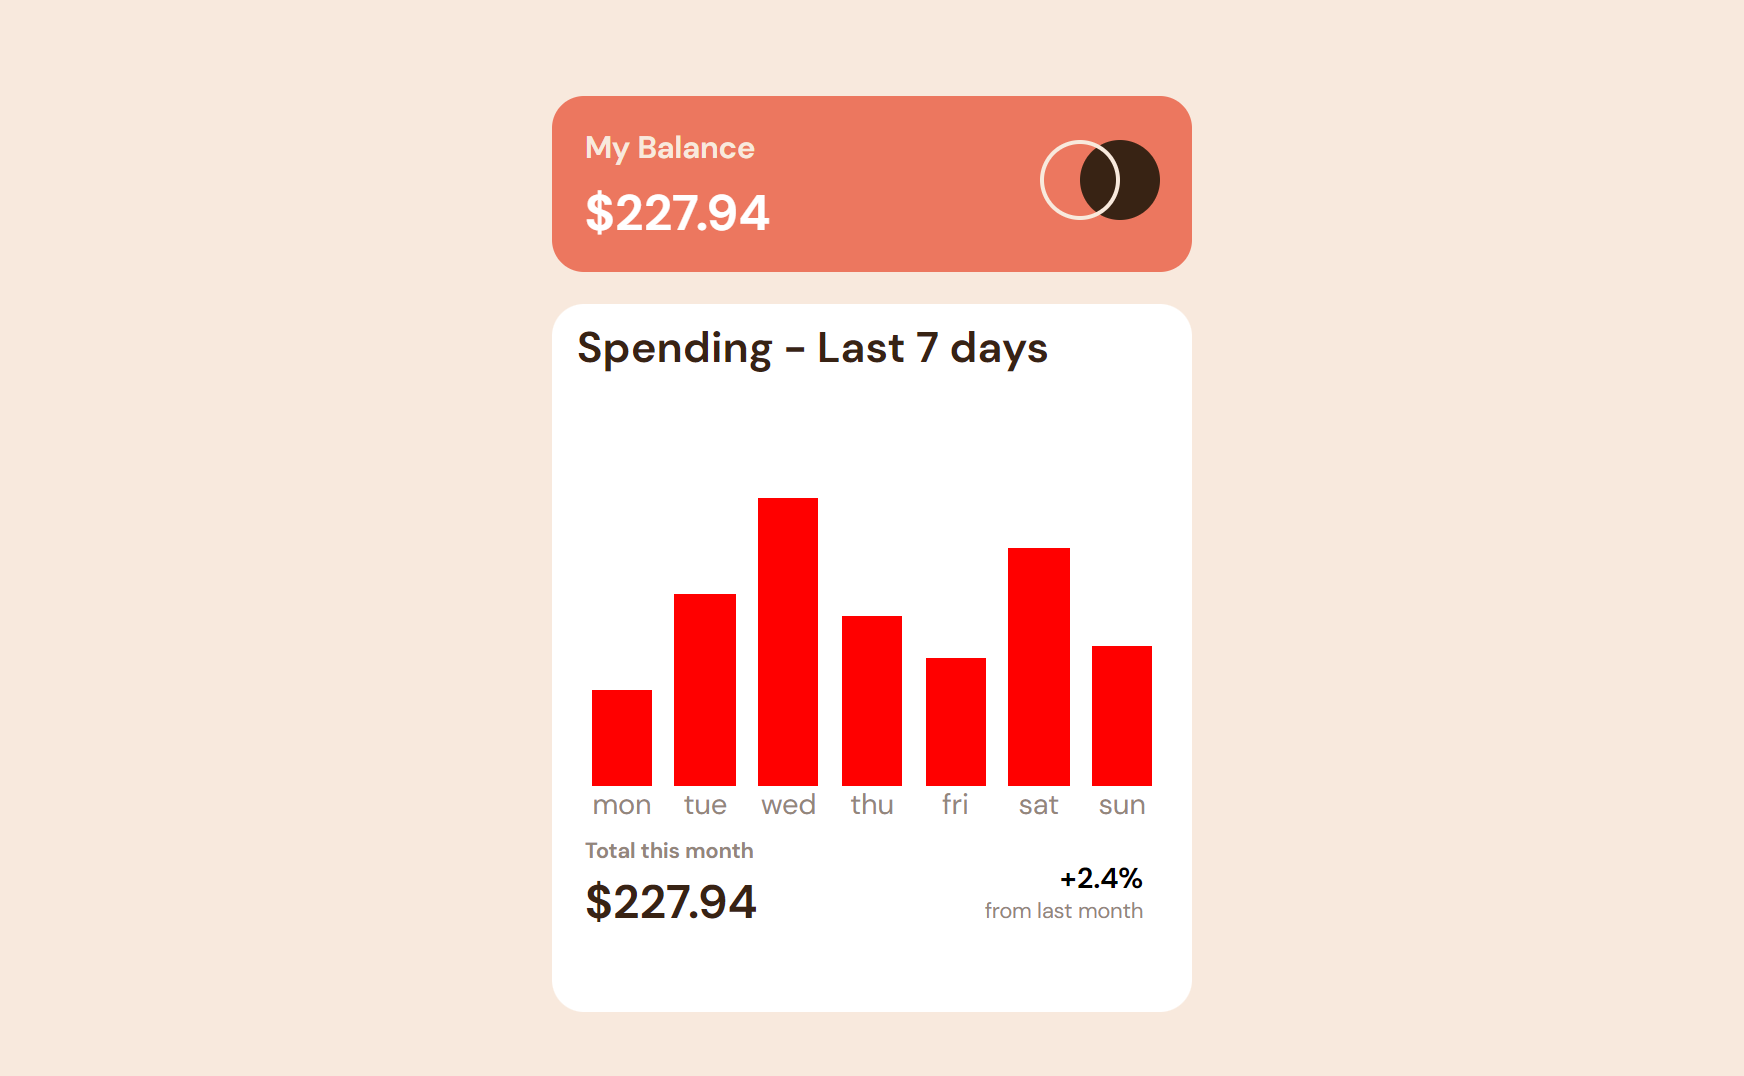 My Balance
$227.94
Spending - Last 7 days
mon tue wed thu fri sat sun
Total this month
$227.94
+2.4%
from last month